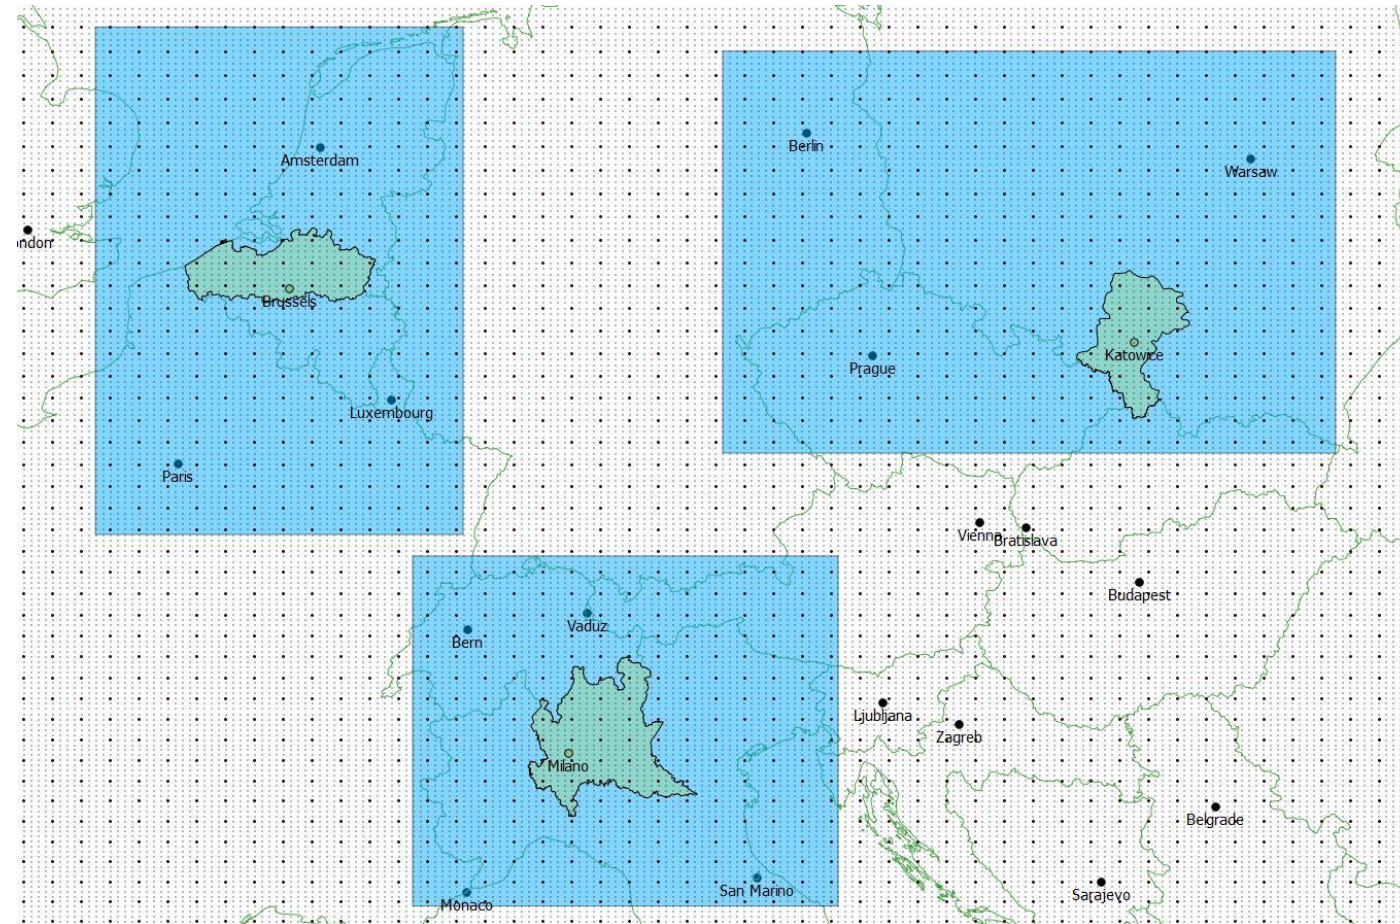 Berlin
Amsterdam
Warsaw
ndon
Brussels
Katowice
Prague
Luxembourg
Paris
Vienna
Bratislava
Budapest
Vaduz
Bern
Ljubljana
Zagreb
Milano
Belgrade
San Marino
Sarajevo
Monaco